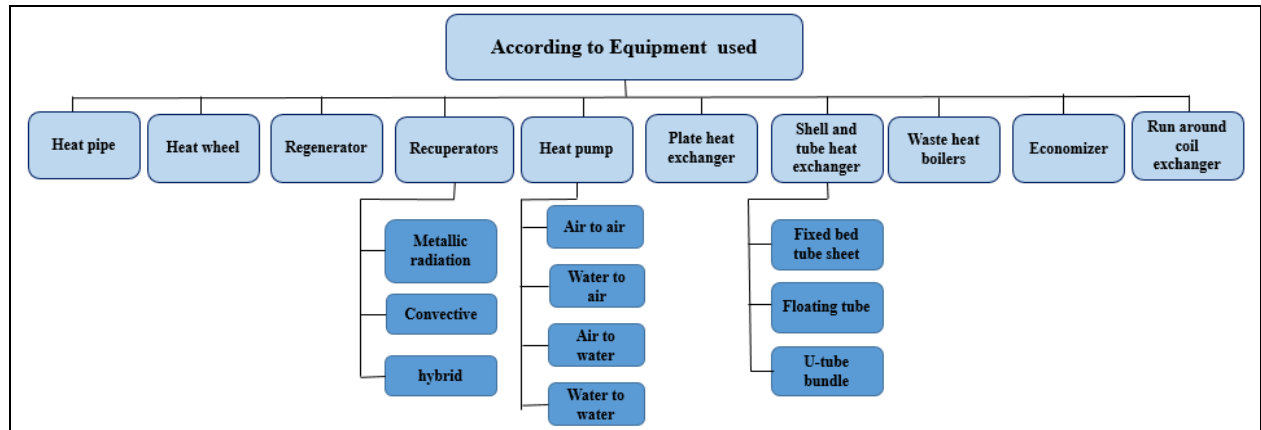 According to Equipment used
Heat pipe
Heat wheel
Regenerator
Recuperators
Heat pump
Plate heat
exchanger
Shell and
tube heat
exchanger
Waste heat
boilers
Economizer
Run around
coil
exchanger
Metallic
radiation
Convective
hybrid
Air to air
Water to
air
Air to
water
Water to
water
Fixed bed
tube sheet
Floating tube
U-tube
bundle